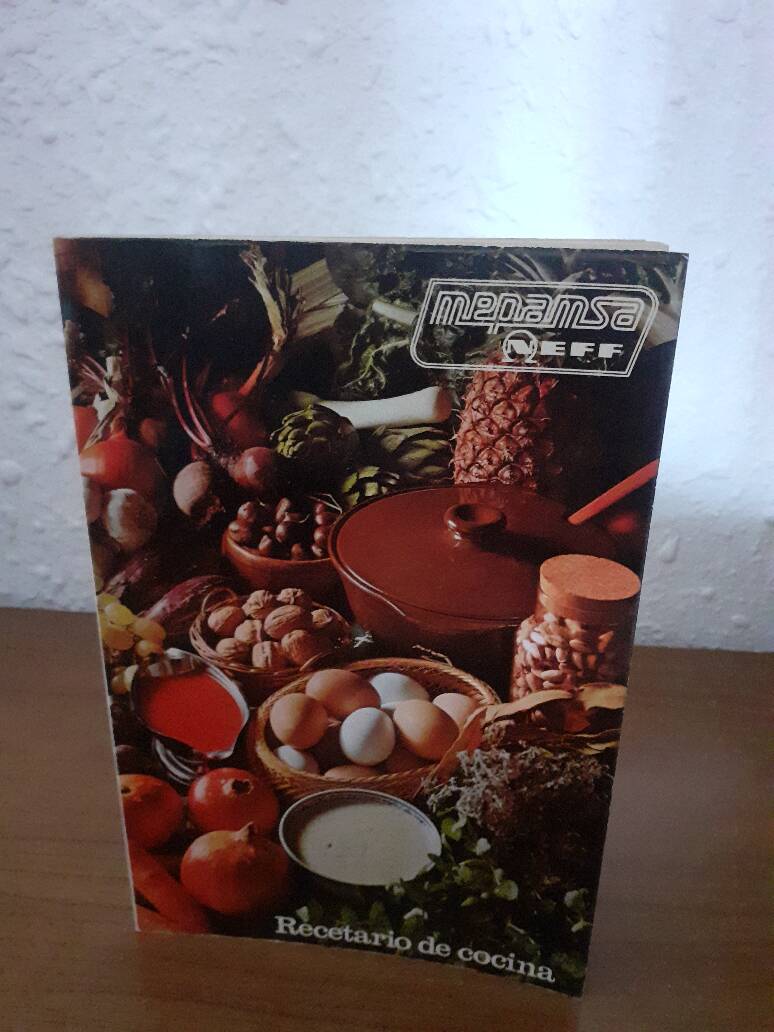 mepamsa
NEFF
Recetario de cocina